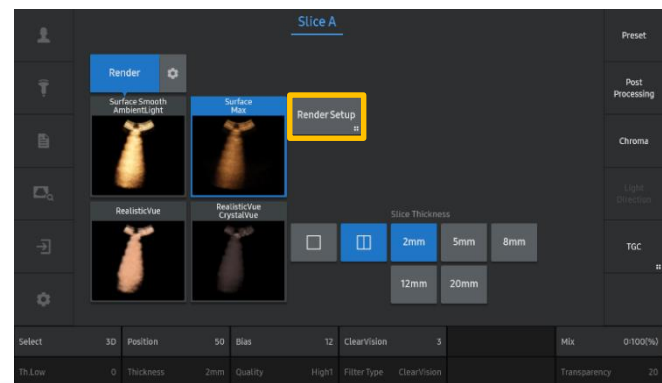 Slice A
Preset
Render
Post
Processing
Surface Smooth
AmbientLight
Surface
Max
Render Setup
Chroma
Light
Direction
RealisticVue
RealisticVue
CrystalVue
Slice Thickness
2mm
5mm
8mm
TGC
12mm
20mm
Select 3D Position 50 Bias 12 ClearVision 3 Mix 0:100(%)
Th.Low 0 Thickness 2mm Quality High1 Filter Type ClearVision Transparency 20